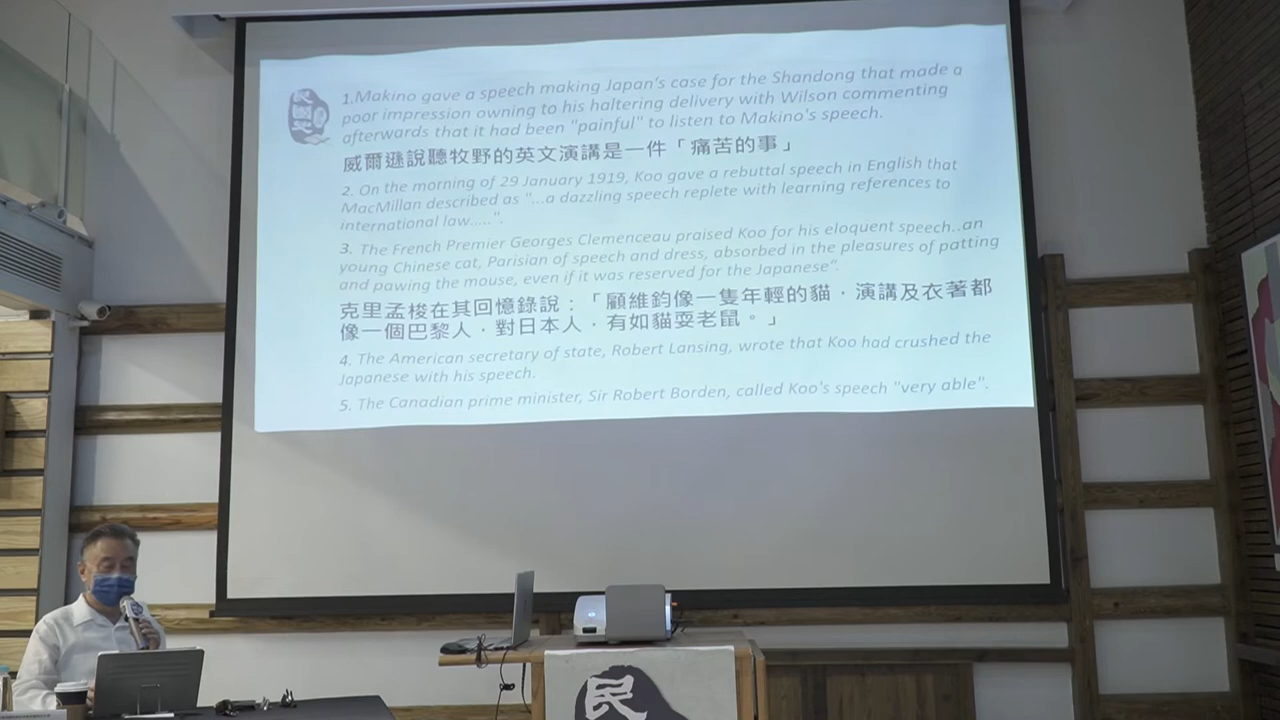 民國
1.Makino gave a speech making Japan's case for the Shandong that made a
poor impression owning to his haltering delivery with Wilson commenting
afterwards that it had been "painful" to listen to Makino's speech.
威爾遜說聽牧野的英文演講是一件「痛苦的事」
2. On the morning of 29 January 1919, Koo gave a rebuttal speech in English that
MacMillan described as "...a dazzling speech replete with learning references to
international law.....".
3. The French Premier Georges Clemenceau praised Koo for his eloquent speech..an
young Chinese cat, Parisian of speech and dress, absorbed in the pleasures of patting
and pawing the mouse, even if it was reserved for the Japanese”.
克里孟梭在其回憶錄說：「顧維鈞像一隻年輕的貓．演講及衣著都
像一個巴黎人．對日本人．有如貓耍老鼠。」
4. The American secretary of state, Robert Lansing, wrote that Koo had crushed the
Japanese with his speech.
5. The Canadian prime minister, Sir Robert Borden, called Koo's speech "very able".
民